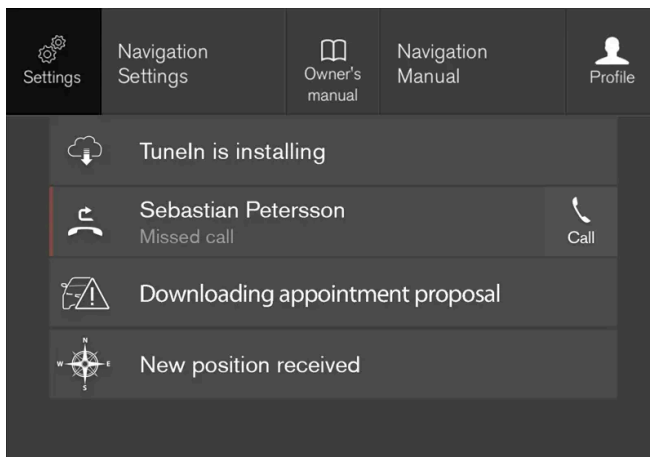 Settings
Navigation
Settings
Owner's
manual
Navigation
Manual
Profile
TuneIn is installing
Sebastian Petersson
Missed call
Call
Downloading appointment proposal
N
W E
S
New position received